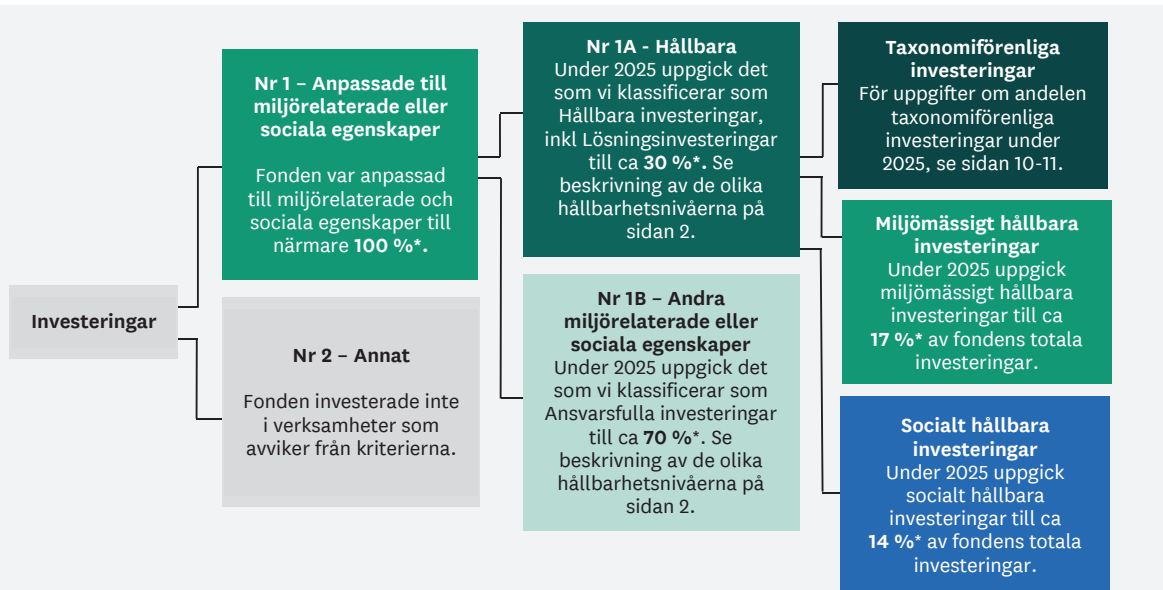 Investeringar
Nr 1 – Anpassade till
miljörelaterade eller
sociala egenskaper
Fonden var anpassad
till miljörelaterade och
sociala egenskaper till
närmare 100 %*.
Nr 2 – Annat
Fonden investerade inte
i verksamheter som
avviker från kriterierna.
Nr 1A - Hållbara
Under 2025 uppgick det
som vi klassificerar som
Hållbara investeringar,
inkl Lösningsinvesteringar
till ca 30 %*. Se
beskrivning av de olika
hållbarhetsnivåerna på
sidan 2.
Nr 1B – Andra
miljörelaterade eller
sociala egenskaper
Under 2025 uppgick det
som vi klassificerar som
Ansvarsfulla investeringar
till ca 70 %*. Se
beskrivning av de olika
hållbarhetsnivåerna på
sidan 2.
Taxonomiförenliga
investeringar
För uppgifter om andelen
taxonomiförenliga
investeringar under
2025, se sidan 10-11.
Miljömässigt hållbara
investeringar
Under 2025 uppgick
miljömässigt hållbara
investeringar till ca
17 %* av fondens totala
investeringar.
Socialt hållbara
investeringar
Under 2025 uppgick
socialt hållbara
investeringar till ca
14 %* av fondens totala
investeringar.